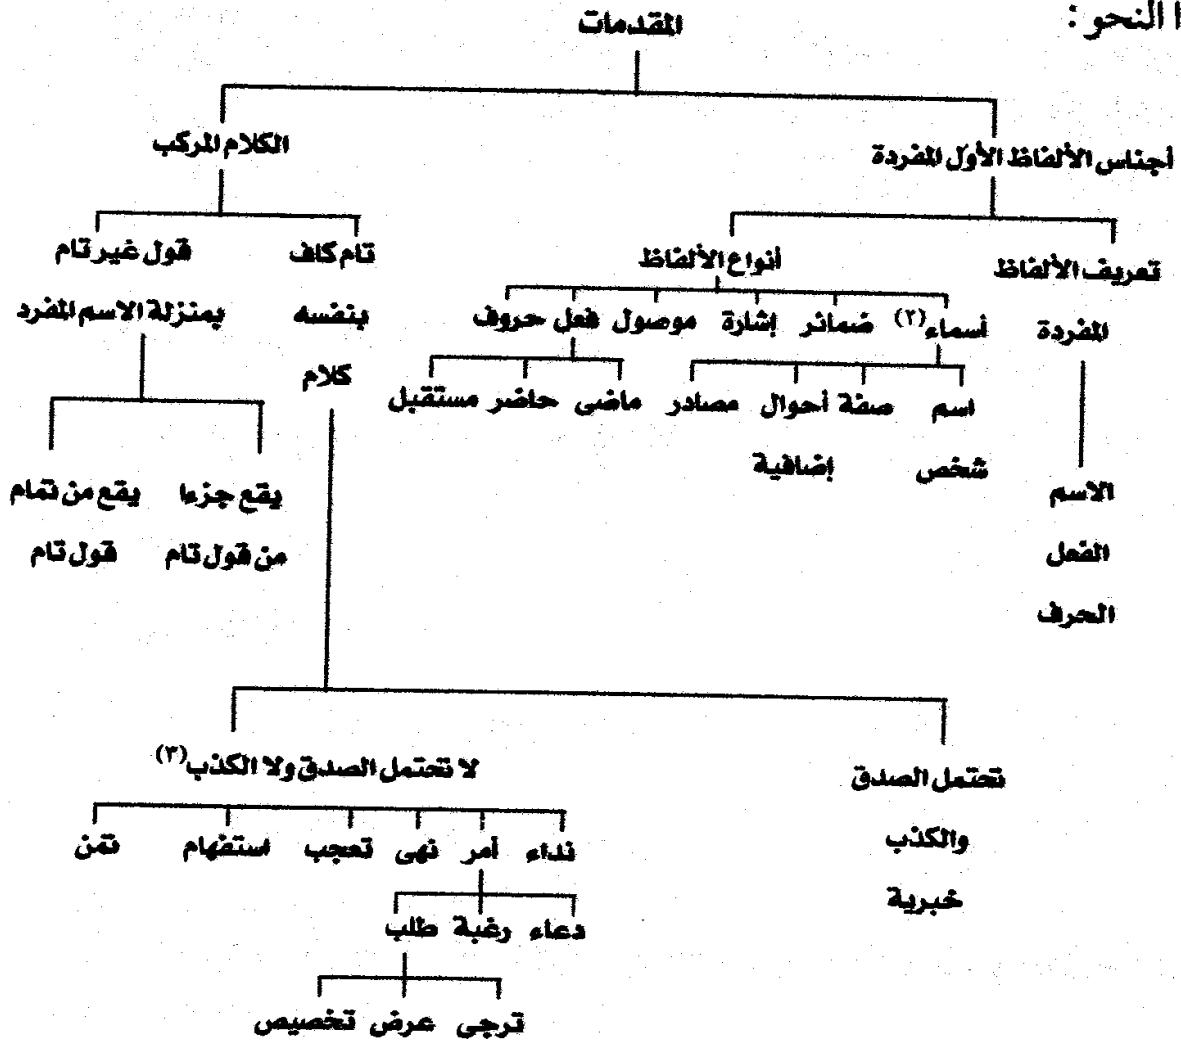 ا النحو :
المقدمات
أجناس الألفاظ الأول المفردة
الكلام المركب
تعريف الألفاظ
المفردة
أنواع الألفاظ
تام كاف
بنفسه
كلام
قول غير تام
بمنزلة الاسم المفرد
أسماء(٢) ضمائر إشارة موصول فعل حروف
اسم
شخص
صفة
أحوال
إضافية
مصادر
ماضى حاضر مستقبل
الاسم
الفعل
الحرف
يقع جزءا
من قول تام
يقع من تمام
قول تام
تحتمل الصدق
والكذب
خبرية
لا تحتمل الصدق ولا الكذب(٣)
نداء أمر نهى تعجب استفهام تمن
دعاء رغبة طلب
ترجى عرض تخصيص